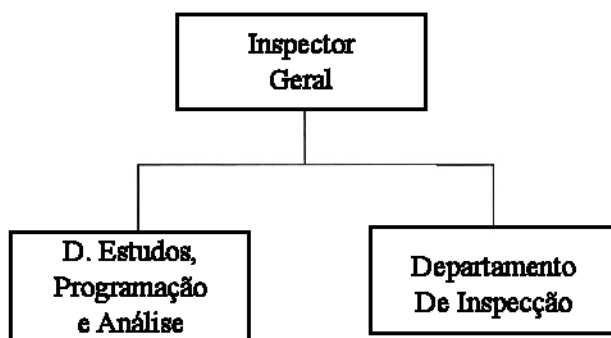 Inspector
Geral
D. Estudos,
Programação
e Análise
Departamento
De Inspecção